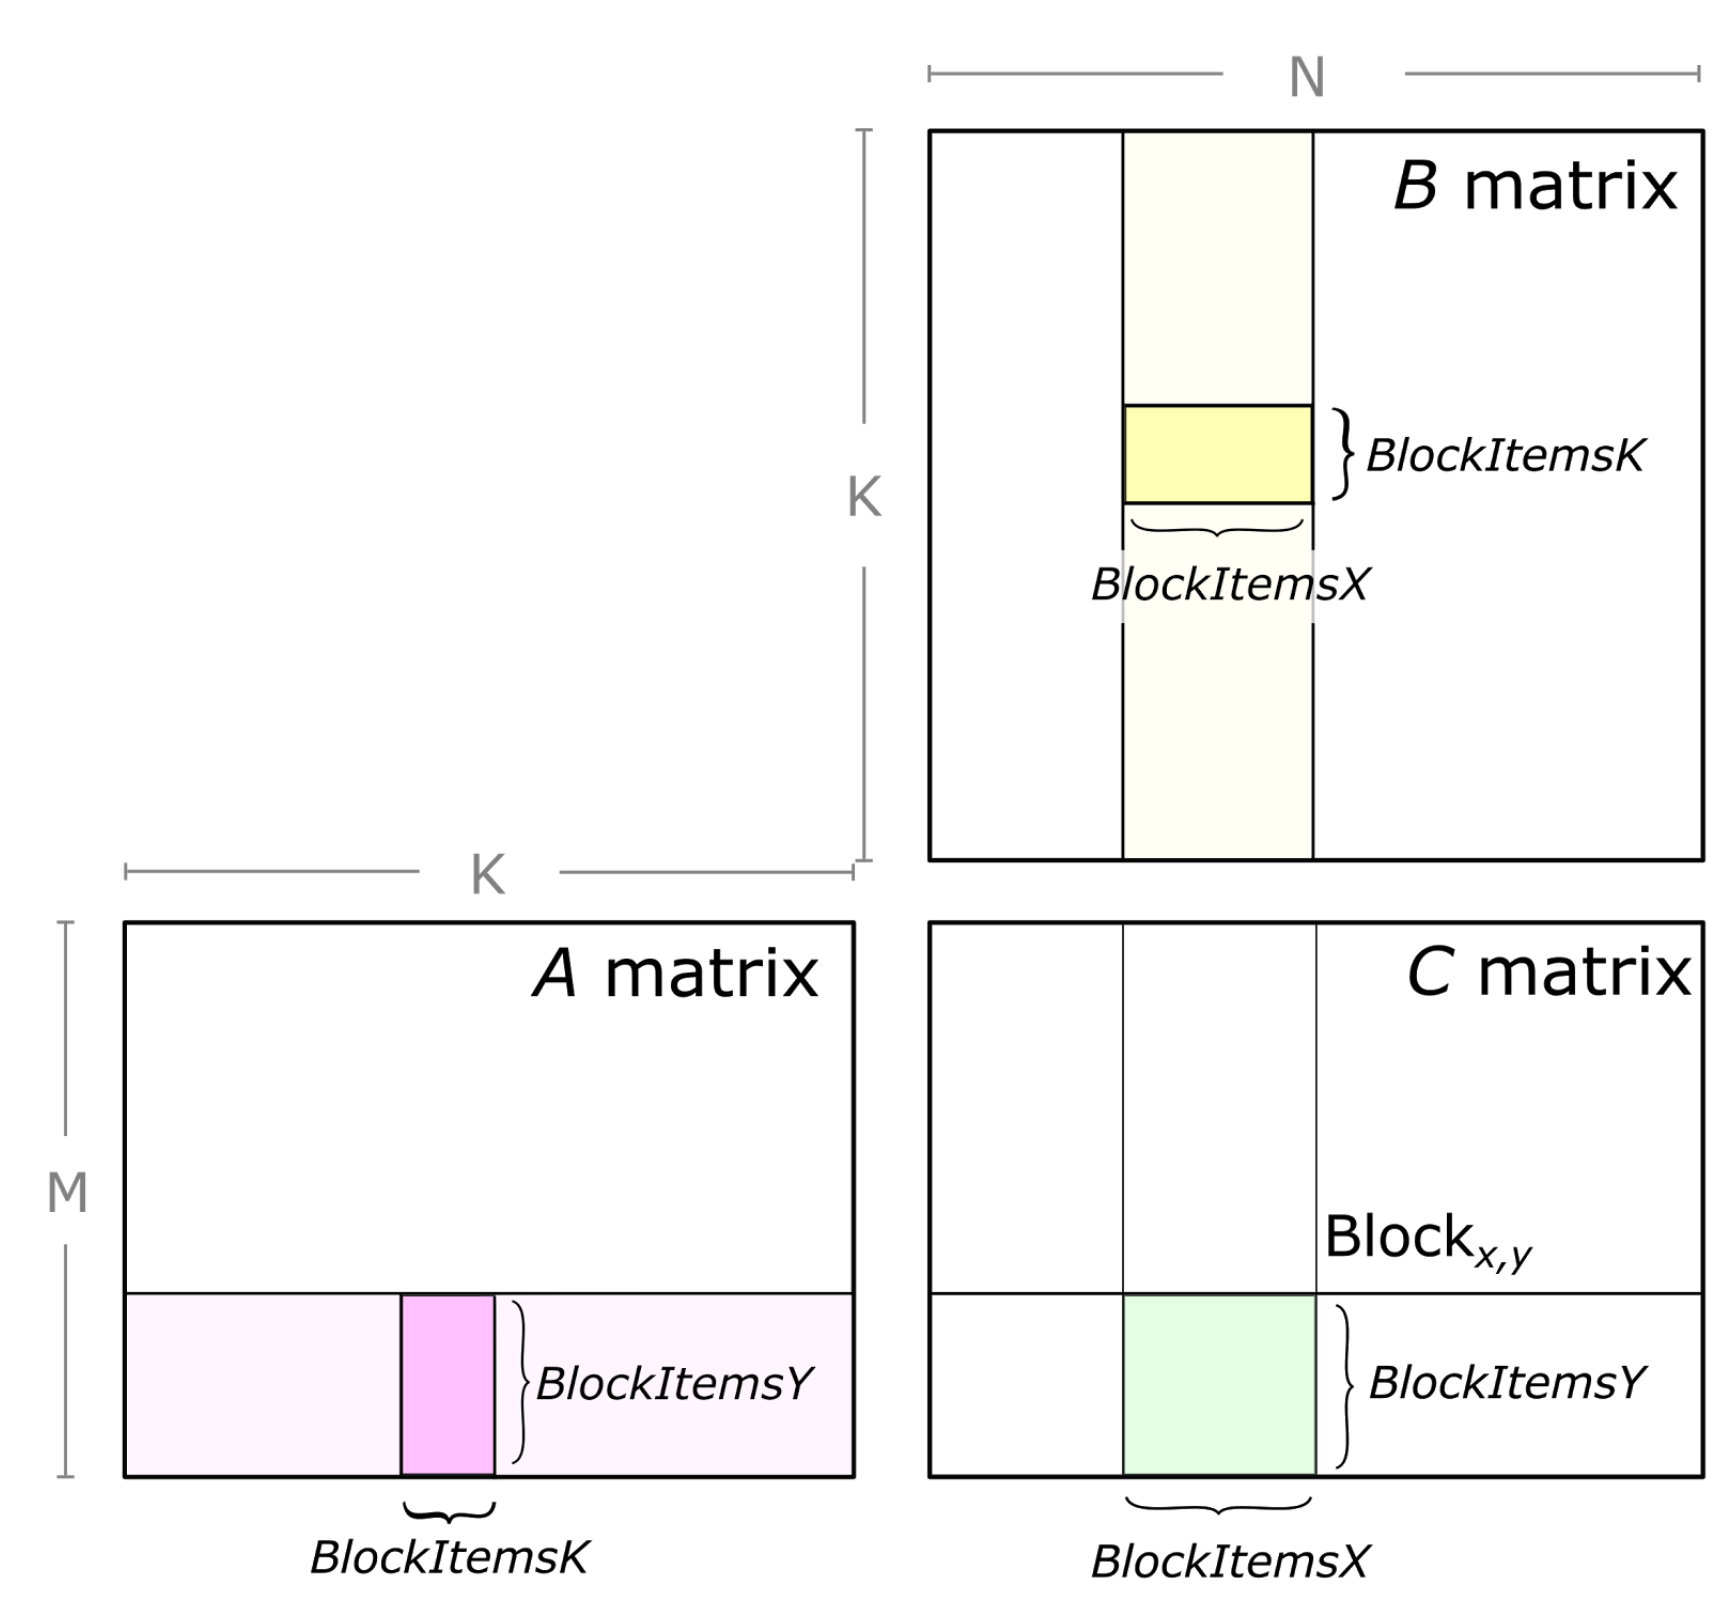 N
B matrix
BlockItemsK
K
BlockItemsX
K
A matrix
C matrix
M
Blockx,y
BlockItemsY
BlockItemsY
BlockItemsK
BlockItemsX